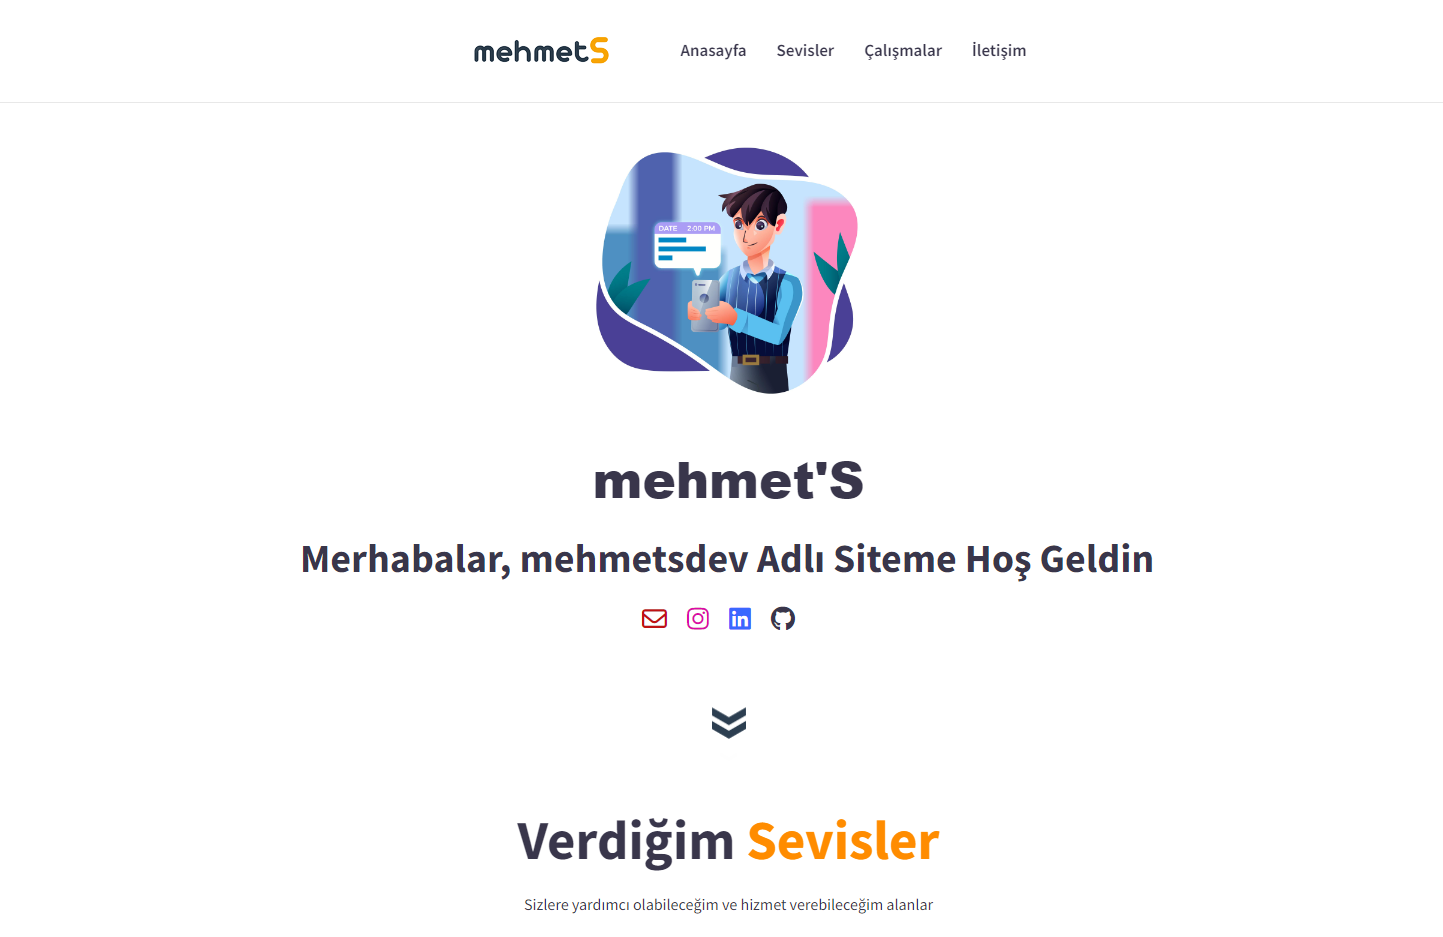 mehmetS
Anasayfa Sevisler Çalışmalar İletişim
DATE 2:00 PM
mehmet'S
Merhabalar, mehmetsdev Adlı Siteme Hoş Geldin
in
Verdiğim Sevisler
Sizlere yardımcı olabileceğim ve hizmet verebileceğim alanlar